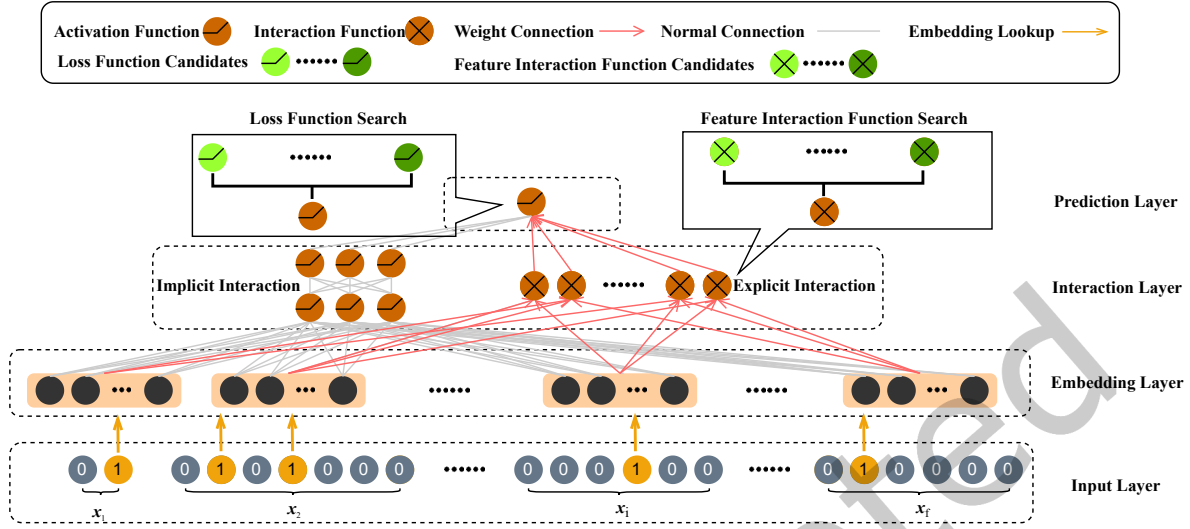 Activation Function Interaction Function Weight Connection Normal Connection Embedding Lookup
Loss Function Candidates •••••• Feature Interaction Function Candidates ••••••
Loss Function Search Feature Interaction Function Search
•••••• ••••••
Prediction Layer
Implicit Interaction •••••• Explicit Interaction Interaction Layer
••• ••• •••••• ••• •••••• ••• Embedding Layer
0 1 0 1 0 1 0 0 0 •••••• 0 0 0 1 0 0 •••••• 0 1 0 0 0 0 Input Layer
x₁ x₂ xᵢ x_f
ted